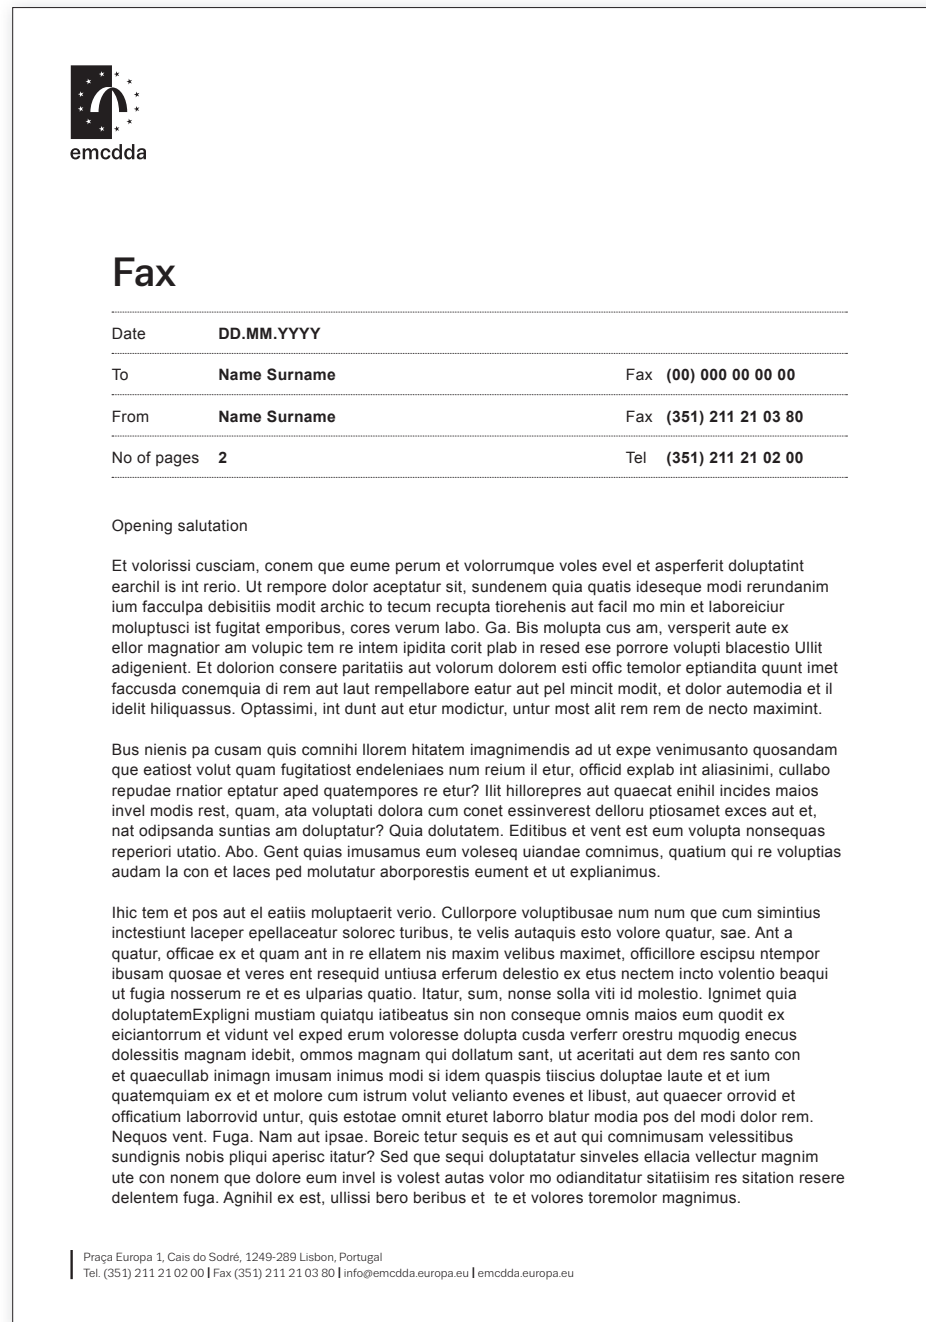 emcdda
Fax
Date DD.MM.YYYY
To Name Surname Fax (00) 000 00 00 00
From Name Surname Fax (351) 211 21 03 80
No of pages 2 Tel (351) 211 21 02 00
Opening salutation
Et volorissi cusciam, conem que eume perum et volorrumque voles evel et asperferit doluptatint
earchil is int rerio. Ut rempore dolor aceptatur sit, sundenem quia quatis ideseque modi rerundanim
ium facculpa debisitiis modit archic to tecum recupta tiorehenis aut facil mo min et laboreiciur
moluptusci ist fugitat emporibus, cores verum labo. Ga. Bis molupta cus am, versperit aute ex
ellor magnatior am volupic tem re intem ipidita corit plab in resed ese porrore volupti blacestio Ullit
adigenient. Et dolorion consere paritatiis aut volorum dolorem esti offic temolor eptiandita quunt imet
faccusda conemquia di rem aut laut rempellabore eatur aut pel mincit modit, et dolor autemodia et il
idelit hiliquassus. Optassimi, int dunt aut etur modictur, untur most alit rem rem de necto maximint.
Bus nienis pa cusam quis comnihi llorem hitatem imagnimendis ad ut expe venimusanto quosandam
que eatiost volut quam fugitatiost endeleniaes num reium il etur, officid explab int aliasinimi, cullabo
repudae rnatior eptatur aped quatempores re etur? Ilit hillorepres aut quaecat enihil incides maios
invel modis rest, quam, ata voluptati dolora cum conet essinverest delloru ptiosamet exces aut et,
nat odipsanda suntias am doluptatur? Quia dolutatem. Editibus et vent est eum volupta nonsequas
reperiori utatio. Abo. Gent quias imusamus eum voleseq uiandae comnimus, quatium qui re voluptias
audam la con et laces ped molutatur aborporestis eument et ut explianimus.
Ihic tem et pos aut el eatiis moluptaerit verio. Cullorpore voluptibusae num num que cum simintius
inctestiunt laceper epellaceatur solorec turibus, te velis autaquis esto volore quatur, sae. Ant a
quatur, officae ex et quam ant in re ellatem nis maxim velibus maximet, officillore escipsu ntempor
ibusam quosae et veres ent resequid untiusa erferum delestio ex etus nectem incto volentio beaqui
ut fugia nosserum re et es ulparias quatio. Itatur, sum, nonse solla viti id molestio. Ignimet quia
doluptatemExpligni mustiam quiatqu iatibeatus sin non conseque omnis maios eum quodit ex
eiciantorrum et vidunt vel exped erum voloresse dolupta cusda verferr orestru mquodig enecus
dolessitis magnam idebit, ommos magnam qui dollatum sant, ut aceritati aut dem res santo con
et quaecullab inimagn imusam inimus modi si idem quaspis tiiscius doluptae laute et et ium
quatemquiam ex et et molore cum istrum volut velianto evenes et libust, aut quaecer orrovid et
officatium laborrovid untur, quis estotae omnit eturet laborro blatur modia pos del modi dolor rem.
Nequos vent. Fuga. Nam aut ipsae. Boreic tetur sequis es et aut qui comnimusam velessitibus
sundignis nobis pliqui aperisc itatur? Sed que sequi doluptatatur sinveles ellacia vellectur magnim
ute con nonem que dolore eum invel is volest autas volor mo odianditatur sitatiisim res sitation resere
delentem fuga. Agnihil ex est, ullissi bero beribus et te et volores toremolor magnimus.
Praça Europa 1, Cais do Sodré, 1249-289 Lisbon, Portugal
Tel. (351) 211 21 02 00 | Fax (351) 211 21 03 80 | info@emcdda.europa.eu | emcdda.europa.eu